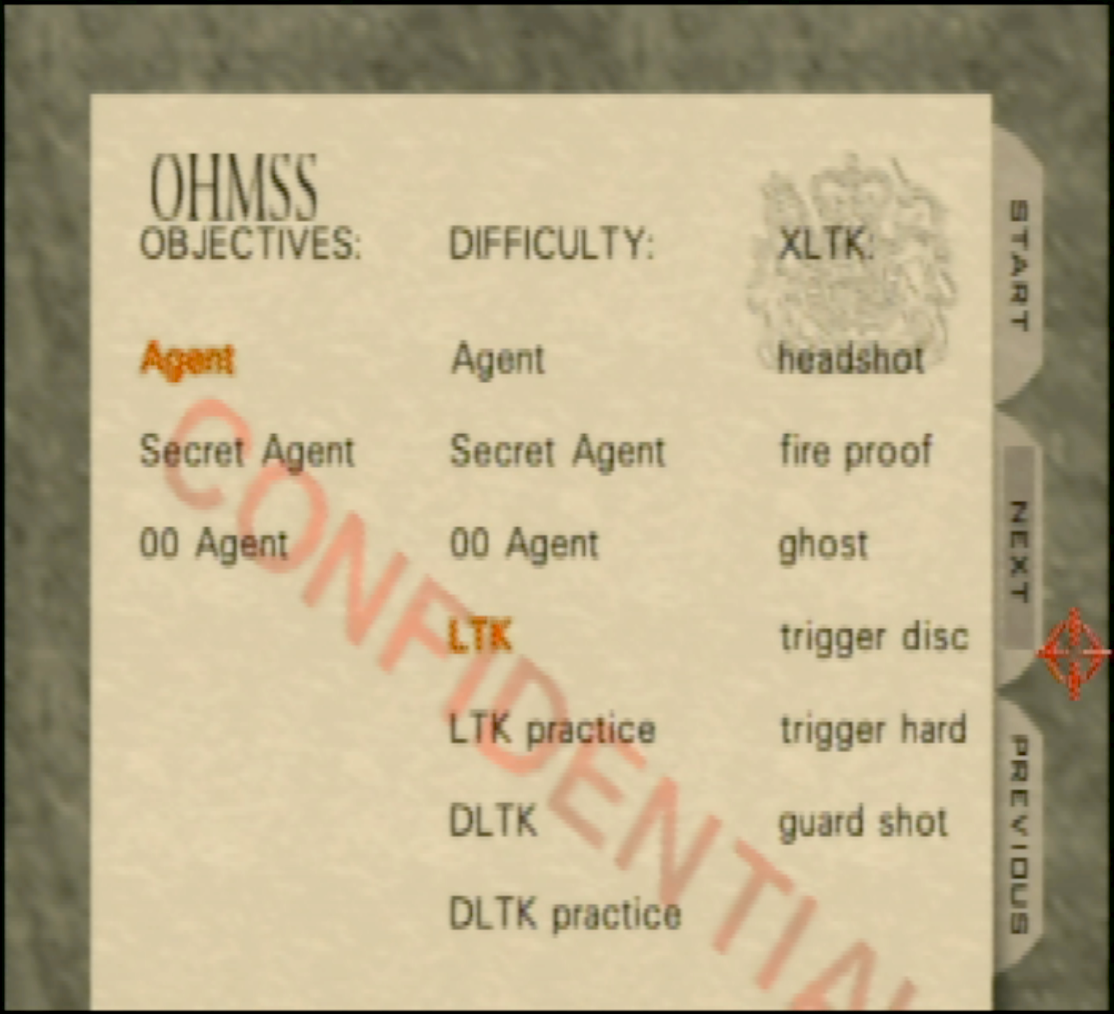 OHMSS
OBJECTIVES: DIFFICULTY: XLTK:
Agent Agent headshot
Secret Agent Secret Agent fire proof
00 Agent 00 Agent ghost
LTK trigger disc
LTK practice trigger hard
DLTK guard shot
DLTK practice
CONFIDENTIAL
START
NEXT
PREVIOUS